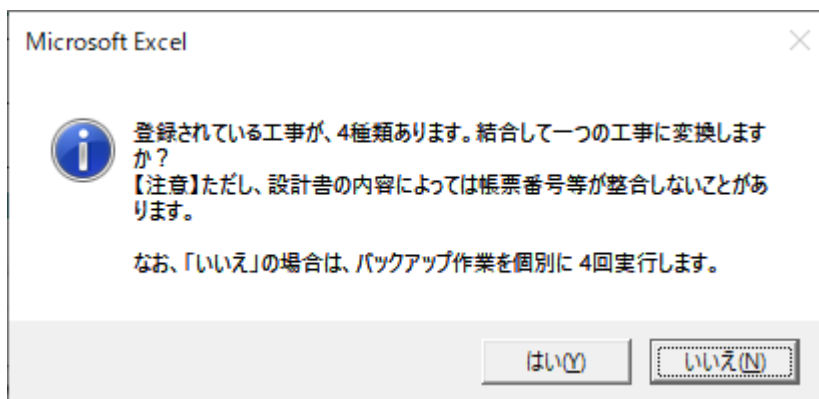 Microsoft Excel
登録されている工事が、4種類あります。結合して一つの工事に変換します
か？
【注意】ただし、設計書の内容によっては帳票番号等が整合しないことがあ
ります。
なお、「いいえ」の場合は、バックアップ作業を個別に 4回実行します。
はい(Y)
いいえ(N)